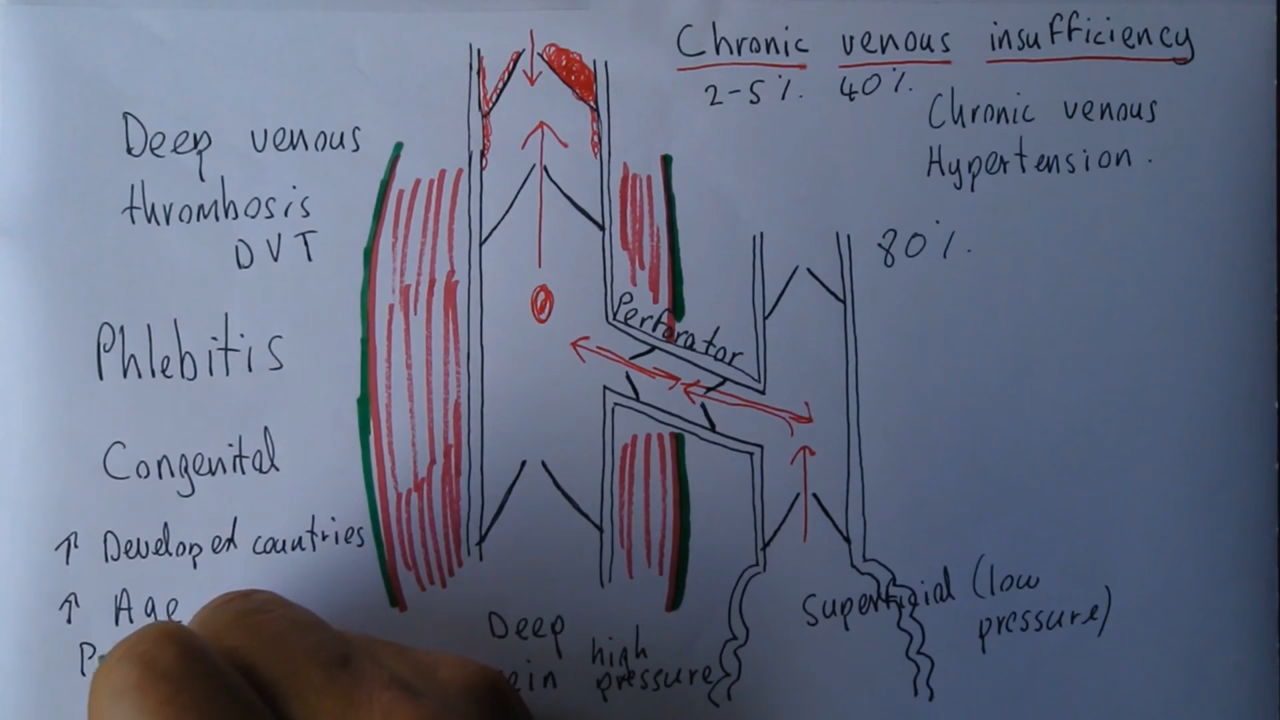 Chronic venous insufficiency
2-5%. 40%.
Chronic venous
Hypertension.
80%.
Deep venous
thrombosis
DVT
Phlebitis
Congenital
↑ Developed countries
↑ Age
Perforator
Deep
high
pressure
Superficial (low
pressure)